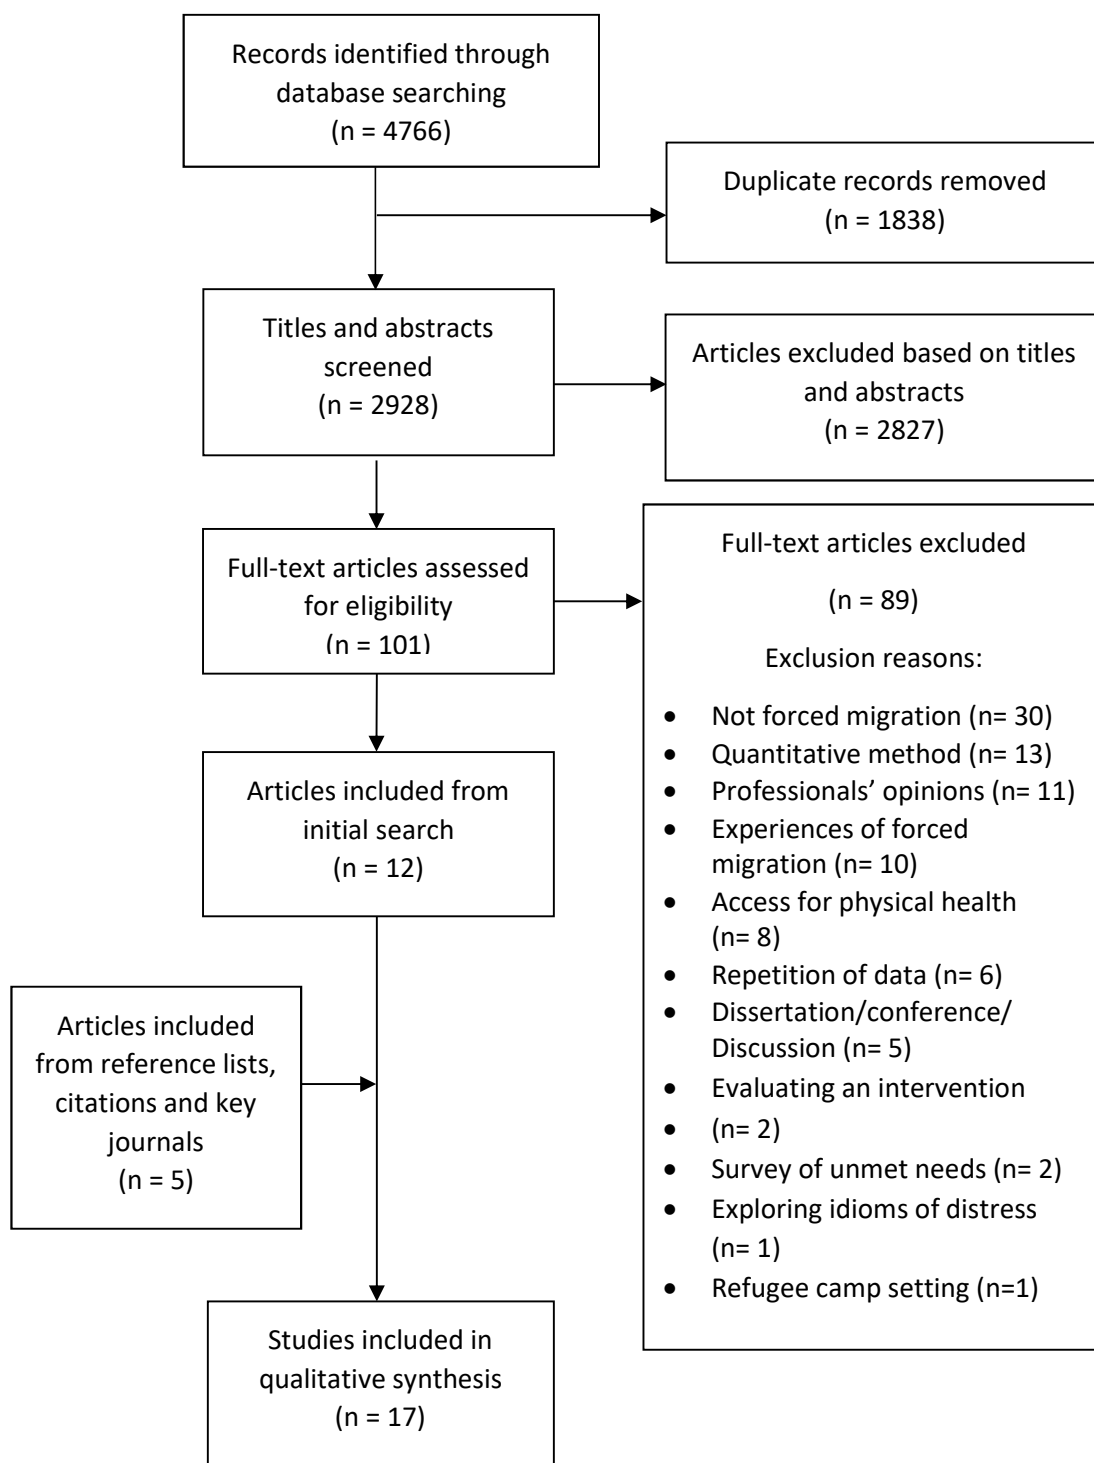 Records identified through
database searching
(n = 4766)
Duplicate records removed
(n = 1838)
Titles and abstracts
screened
(n = 2928)
Articles excluded based on titles
and abstracts
(n = 2827)
Full-text articles assessed
for eligibility
(n = 101)
Full-text articles excluded
(n = 89)
Exclusion reasons:
• Not forced migration (n= 30)
• Quantitative method (n= 13)
• Professionals’ opinions (n= 11)
• Experiences of forced
migration (n= 10)
• Access for physical health
(n= 8)
• Repetition of data (n= 6)
• Dissertation/conference/
Discussion (n= 5)
• Evaluating an intervention
• (n= 2)
• Survey of unmet needs (n= 2)
• Exploring idioms of distress
(n= 1)
• Refugee camp setting (n=1)
Articles included from
initial search
(n = 12)
Articles included
from reference lists,
citations and key
journals
(n = 5)
Studies included in
qualitative synthesis
(n = 17)